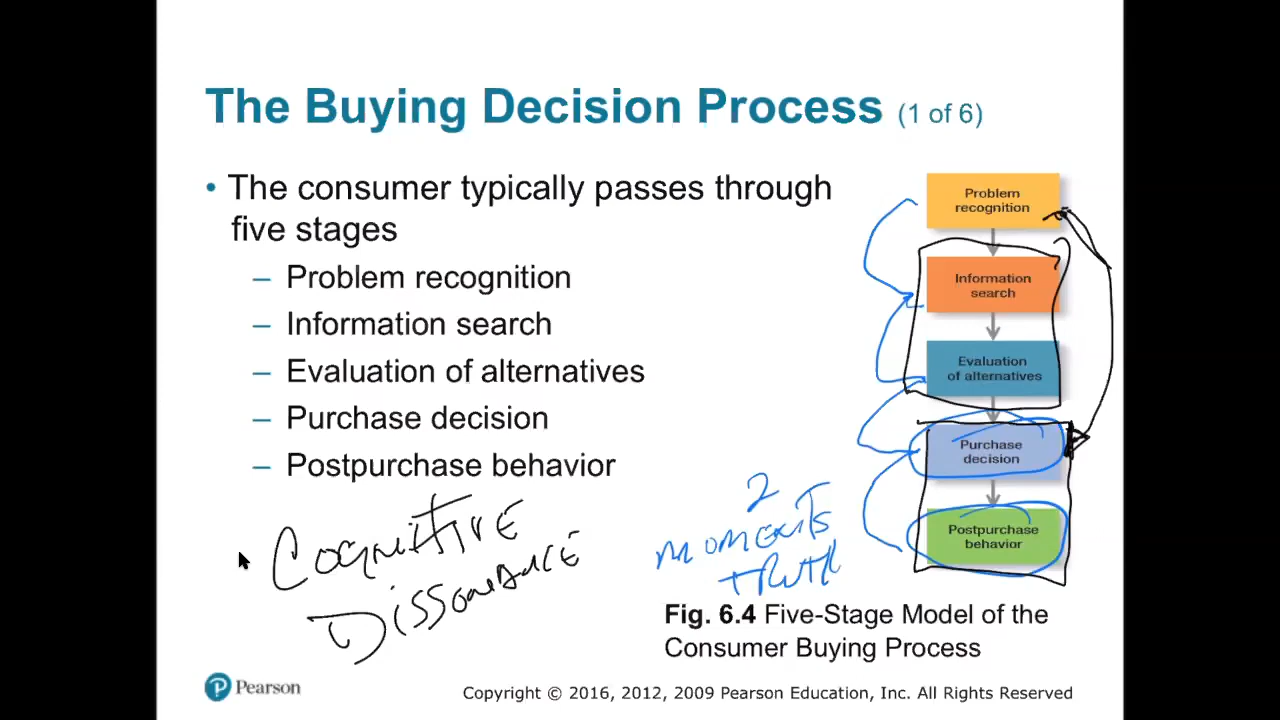 The Buying Decision Process (1 of 6)
• The consumer typically passes through
five stages
– Problem recognition
– Information search
– Evaluation of alternatives
– Purchase decision
– Postpurchase behavior
Cognitive
Dissonance
2
moments
truth
Problem
recognition
Information
search
Evaluation
of alternatives
Purchase
decision
Postpurchase
behavior
Fig. 6.4 Five-Stage Model of the
Consumer Buying Process
Pearson
Copyright © 2016, 2012, 2009 Pearson Education, Inc. All Rights Reserved